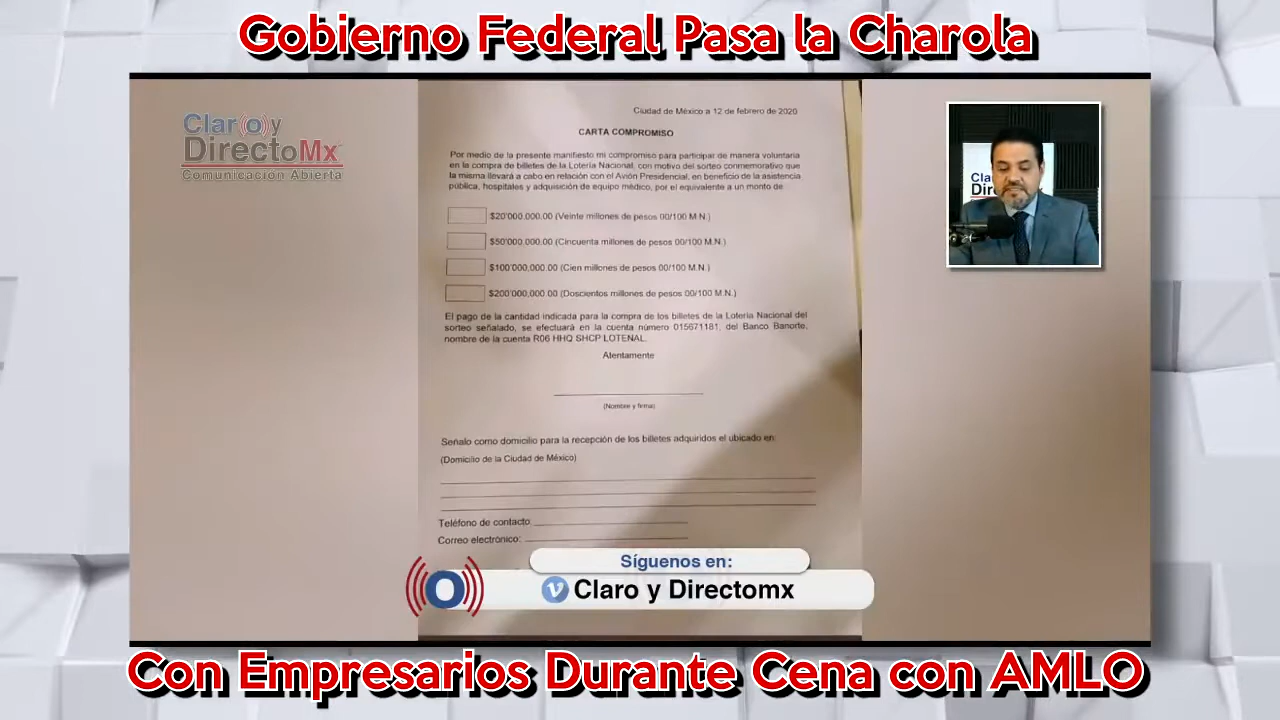 Gobierno Federal Pasa la Charola
Clar(o)y
DirectoMx
Comunicación Abierta
Ciudad de México a 12 de febrero de 2020
CARTA COMPROMISO
Por medio de la presente manifiesto mi compromiso para participar de manera voluntaria
en la compra de billetes de la Lotería Nacional, con motivo del sorteo conmemorativo que
la misma llevará a cabo en relación con el Avión Presidencial, en beneficio de la asistencia
pública, hospitales y adquisición de equipo médico, por el equivalente a un monto de
$20'000,000.00 (Veinte millones de pesos 00/100 M.N.)
$50'000,000.00 (Cincuenta millones de pesos 00/100 M.N.)
$100'000,000.00 (Cien millones de pesos 00/100 M.N.)
$200'000,000.00 (Doscientos millones de pesos 00/100 M.N.)
El pago de la cantidad indicada para la compra de los billetes de la Lotería Nacional del
sorteo señalado, se efectuará en la cuenta número 015671181, del Banco Banorte,
nombre de la cuenta R06 HHQ SHCP LOTENAL.
Atentamente
(Nombre y firma)
Señalo como domicilio para la recepción de los billetes adquiridos el ubicado en:
(Domicilio de la Ciudad de México)
Teléfono de contacto
Correo electrónico:
Síguenos en:
Claro y Directomx
Con Empresarios Durante Cena con AMLO